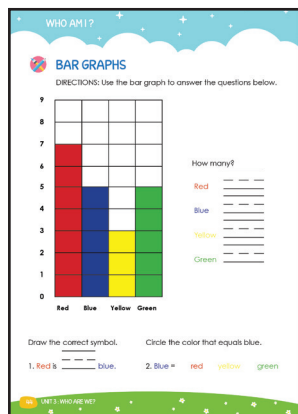 WHO AM I?
BAR GRAPHS
DIRECTIONS: Use the bar graph to answer the questions below.
9
8
7
6
5
4
3
2
1
0
Red Blue Yellow Green
How many?
Red
Blue
Yellow
Green
Draw the correct symbol.
1. Red is blue.
Circle the color that equals blue.
2. Blue = red yellow green
UNIT 3: WHO ARE WE?